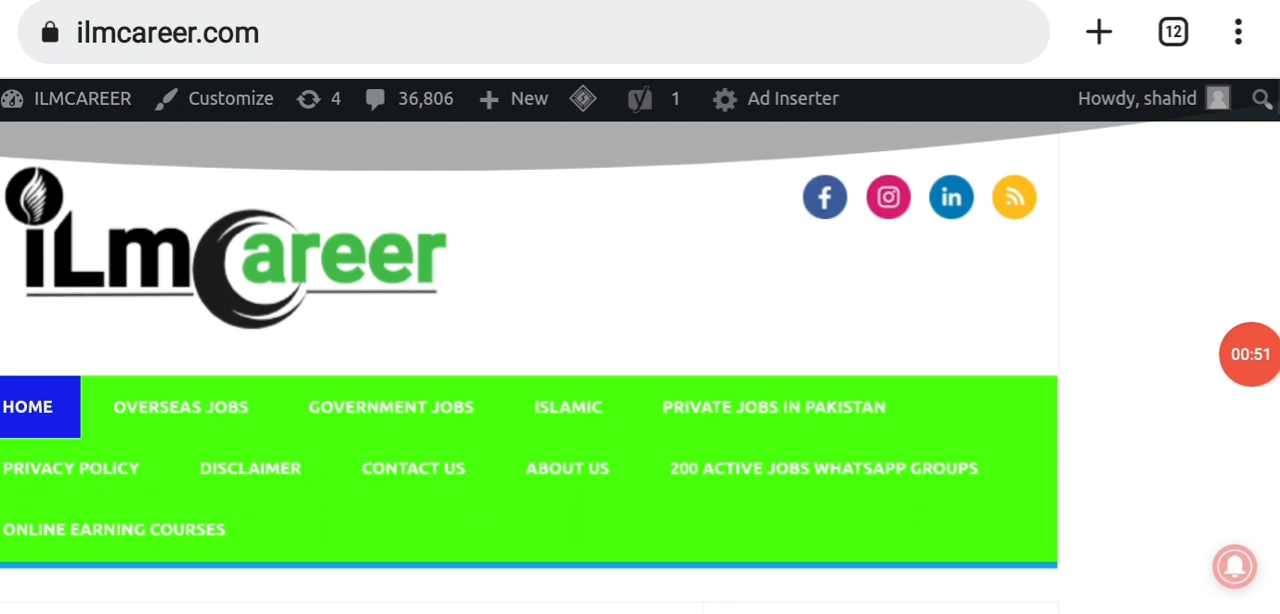 ilmcareer.com
12
ILMCAREER Customize 4 36,806 New 1 Ad Inserter Howdy, shahid
iLmCareer
00:51
HOME OVERSEAS JOBS GOVERNMENT JOBS ISLAMIC PRIVATE JOBS IN PAKISTAN
PRIVACY POLICY DISCLAIMER CONTACT US ABOUT US 200 ACTIVE JOBS WHATSAPP GROUPS
ONLINE EARNING COURSES